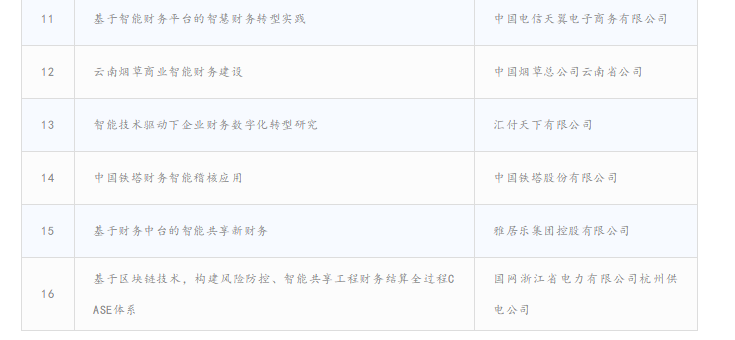 11 基于智能财务平台的智慧财务转型实践 中国电信天翼电子商务有限公司
12 云南烟草商业智能财务建设 中国烟草总公司云南省公司
13 智能技术驱动下企业财务数字化转型研究 汇付天下有限公司
14 中国铁塔财务智能稽核应用 中国铁塔股份有限公司
15 基于财务中台的智能共享新财务 雅居乐集团控股有限公司
16 基于区块链技术，构建风险防控、智能共享工程财务结算全过程C 国网浙江省电力有限公司杭州供
ASE体系 电公司